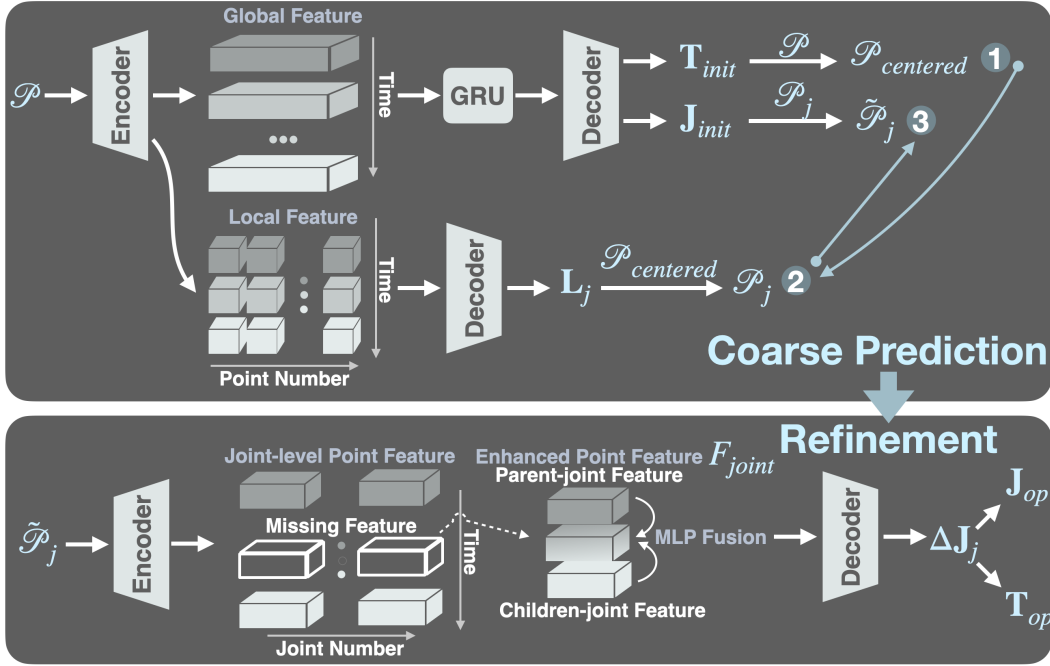 Global Feature
𝒫
Encoder
Time
GRU
Decoder
T_init
𝒫
𝒫_centered
1
J_init
𝒫_j
𝒫̃_j
3
...
Local Feature
Time
Decoder
L_j
𝒫_centered
𝒫_j
2
Point Number
Coarse Prediction
Refinement
Joint-level Point Feature
Enhanced Point Feature F_joint
Parent-joint Feature
𝒫̃_j
Encoder
Missing Feature
Time
MLP Fusion
Decoder
ΔJ_j
J_op
T_op
Children-joint Feature
Joint Number